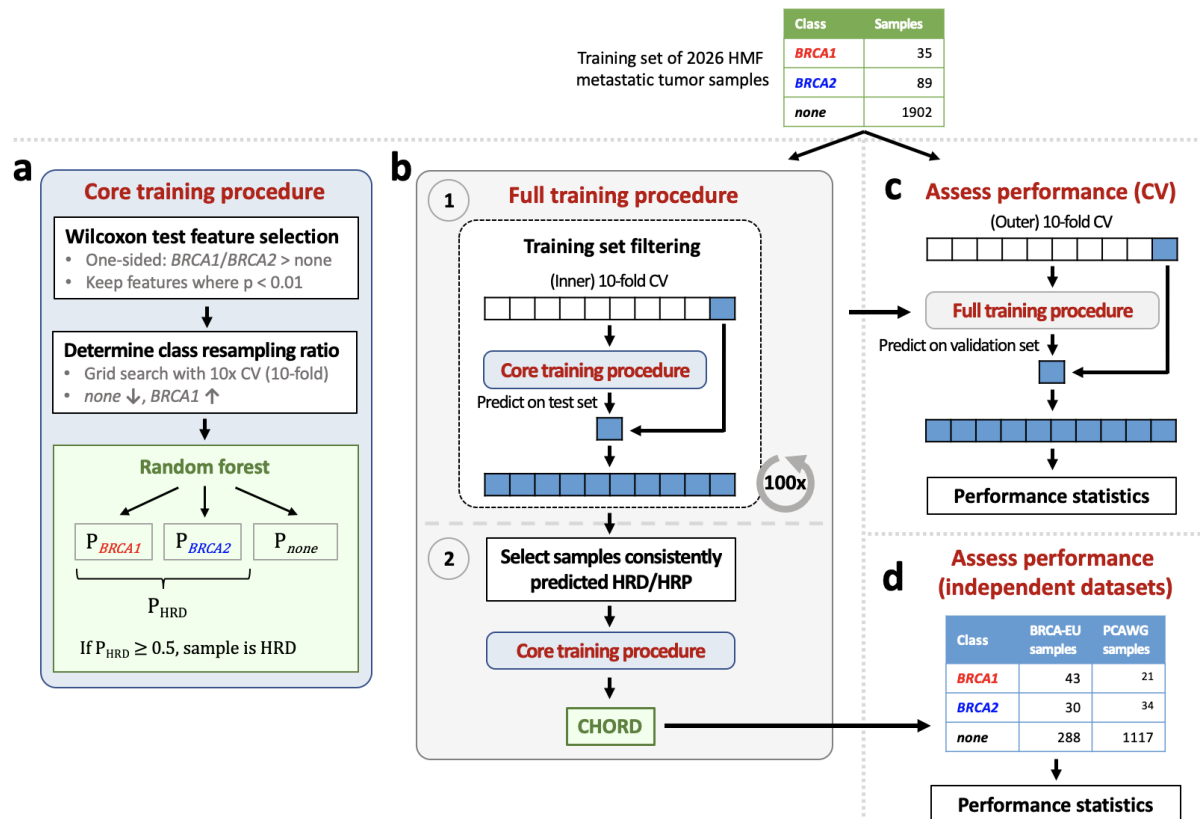 Training set of 2026 HMF
metastatic tumor samples
Class Samples
BRCA1 35
BRCA2 89
none 1902
a
Core training procedure
Wilcoxon test feature selection
• One-sided: BRCA1/BRCA2 > none
• Keep features where p < 0.01
Determine class resampling ratio
• Grid search with 10x CV (10-fold)
• none ↓, BRCA1 ↑
Random forest
P_BRCA1 P_BRCA2 P_none
P_HRD
If P_HRD ≥ 0.5, sample is HRD
b
1
Full training procedure
Training set filtering
(Inner) 10-fold CV
Core training procedure
Predict on test set
100x
2
Select samples consistently
predicted HRD/HRP
Core training procedure
CHORD
c
Assess performance (CV)
(Outer) 10-fold CV
Full training procedure
Predict on validation set
Performance statistics
d
Assess performance
(independent datasets)
Class BRCA-EU samples PCAWG samples
BRCA1 43 21
BRCA2 30 34
none 288 1117
Performance statistics